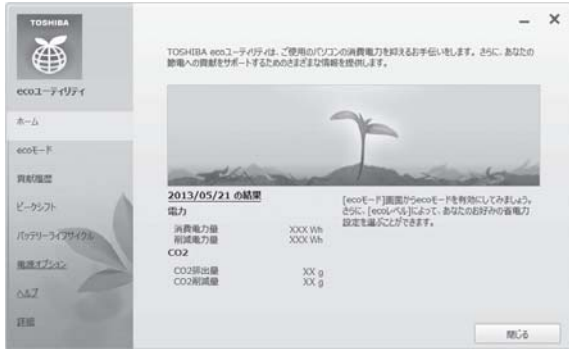 TOSHIBA
ecoユーティリティ
ホーム
ecoモード
貢献履歴
ピークシフト
バッテリーライフサイクル
電源オプション
ヘルプ
詳細
TOSHIBA ecoユーティリティは、ご使用のパソコンの消費電力を抑えるお手伝いをします。さらに、あなたの
節電への貢献をサポートするためのさまざまな情報を提供します。
2013/05/21 の結果
電力
消費電力量 XXX Wh
削減電力量 XXX Wh
CO2
CO2排出量 XX g
CO2削減量 XX g
[ecoモード]画面からecoモードを有効にしてみましょう。
さらに、[ecoレベル]によって、あなたのお好みの省電力
設定を選ぶことができます。
閉じる